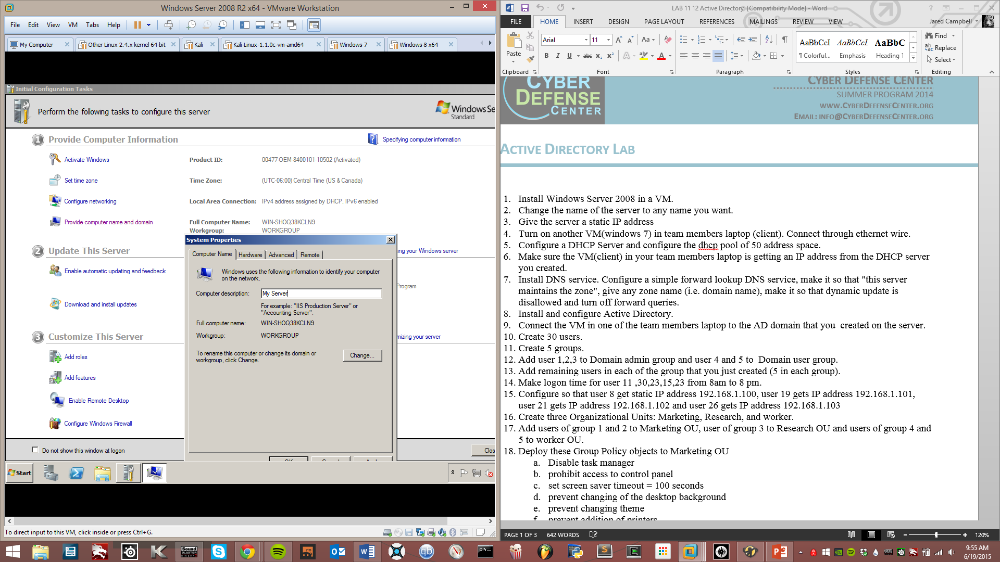 Windows Server 2008 R2 x64 - VMware Workstation
File Edit View VM Tabs Help
My Computer
Other Linux 2.4.x kernel 64-bit
Kali
Kali-Linux-1.1.0c-vm-amd64
Windows 7
Windows 8 x64
Initial Configuration Tasks
Perform the following tasks to configure this server
Windows Se
Standard
1 Provide Computer Information
Specifying computer information
Activate Windows
Product ID: 00477-OEM-8400101-10502 (Activated)
Set time zone
Time Zone: (UTC-06:00) Central Time (US & Canada)
Configure networking
Local Area Connection: IPv4 address assigned by DHCP, IPv6 enabled
Provide computer name and domain
Full Computer Name: WIN-SHOQ38KCLN9
Workgroup: WORKGROUP
2 Update This Server
ing your Windows server
Enable automatic updating and feedback
Program
Download and install updates
3 Customize This Server
mizing your server
Add roles
Add features
Enable Remote Desktop
Configure Windows Firewall
Do not show this window at logon
Clos
System Properties
Computer Name Hardware Advanced Remote
Windows uses the following information to identify your computer
on the network.
Computer description: My Server
For example: "IIS Production Server" or
"Accounting Server".
Full computer name: WIN-SHOQ38KCLN9
Workgroup: WORKGROUP
To rename this computer or change its domain or
workgroup, click Change.
Change...
Start
To direct input to this VM, click inside or press Ctrl+G.
LAB 11 12 Active Directory [Compatibility Mode] - Word
FILE HOME INSERT DESIGN PAGE LAYOUT REFERENCES MAILINGS REVIEW VIEW
Jared Campbell
Paste
Clipboard
Arial 11
Font
Paragraph
AaBbCcI AaBbCcI AaBbC
¶ Colorful... Emphasis Heading 1
Styles
Find
Replace
Select
Editing
CYBER
DEFENSE
CENTER
CYBER DEFENSE CENTER
SUMMER PROGRAM 2014
WWW.CYBERDEFENSECENTER.ORG
EMAIL: INFO@CYBERDEFENSECENTER.ORG
ACTIVE DIRECTORY LAB
1. Install Windows Server 2008 in a VM.
2. Change the name of the server to any name you want.
3. Give the server a static IP address
4. Turn on another VM(windows 7) in team members laptop (client). Connect through ethernet wire.
5. Configure a DHCP Server and configure the dhcp pool of 50 address space.
6. Make sure the VM(client) in your team members laptop is getting an IP address from the DHCP server
you created.
7. Install DNS service. Configure a simple forward lookup DNS service, make it so that "this server
maintains the zone", give any zone name (i.e. domain name), make it so that dynamic update is
disallowed and turn off forward queries.
8. Install and configure Active Directory.
9. Connect the VM in one of the team members laptop to the AD domain that you created on the server.
10. Create 30 users.
11. Create 5 groups.
12. Add user 1,2,3 to Domain admin group and user 4 and 5 to Domain user group.
13. Add remaining users in each of the group that you just created (5 in each group).
14. Make logon time for user 11 ,30,23,15,23 from 8am to 8 pm.
15. Configure so that user 8 get static IP address 192.168.1.100, user 19 gets IP address 192.168.1.101,
user 21 gets IP address 192.168.1.102 and user 26 gets IP address 192.168.1.103
16. Create three Organizational Units: Marketing, Research, and worker.
17. Add users of group 1 and 2 to Marketing OU, user of group 3 to Research OU and users of group 4 and
5 to worker OU.
18. Deploy these Group Policy objects to Marketing OU
a. Disable task manager
b. prohibit access to control panel
c. set screen saver timeout = 100 seconds
d. prevent changing of the desktop background
e. prevent changing theme
f. prevent addition of printers
PAGE 1 OF 3 642 WORDS
120%
9:55 AM
6/19/2015